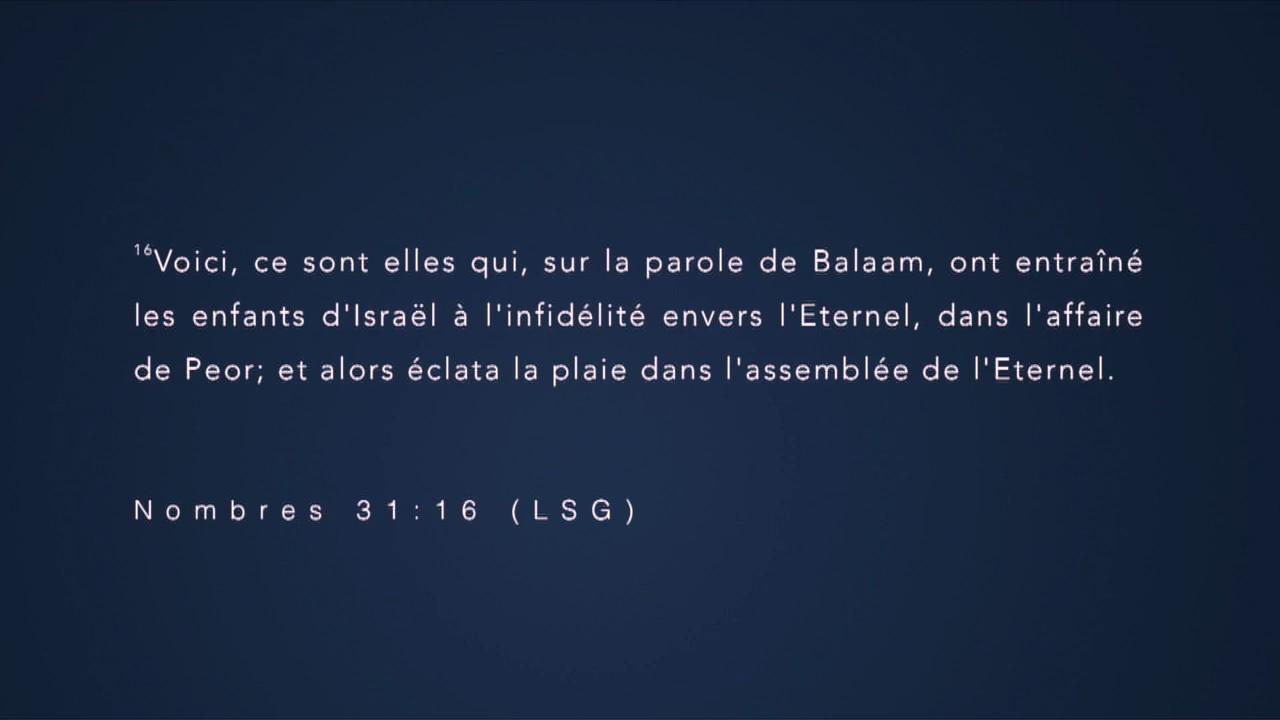 16Voici, ce sont elles qui, sur la parole de Balaam, ont entraîné
les enfants d'Israël à l'infidélité envers l'Eternel, dans l'affaire
de Peor; et alors éclata la plaie dans l'assemblée de l'Eternel.
Nombres 31:16 (LSG)